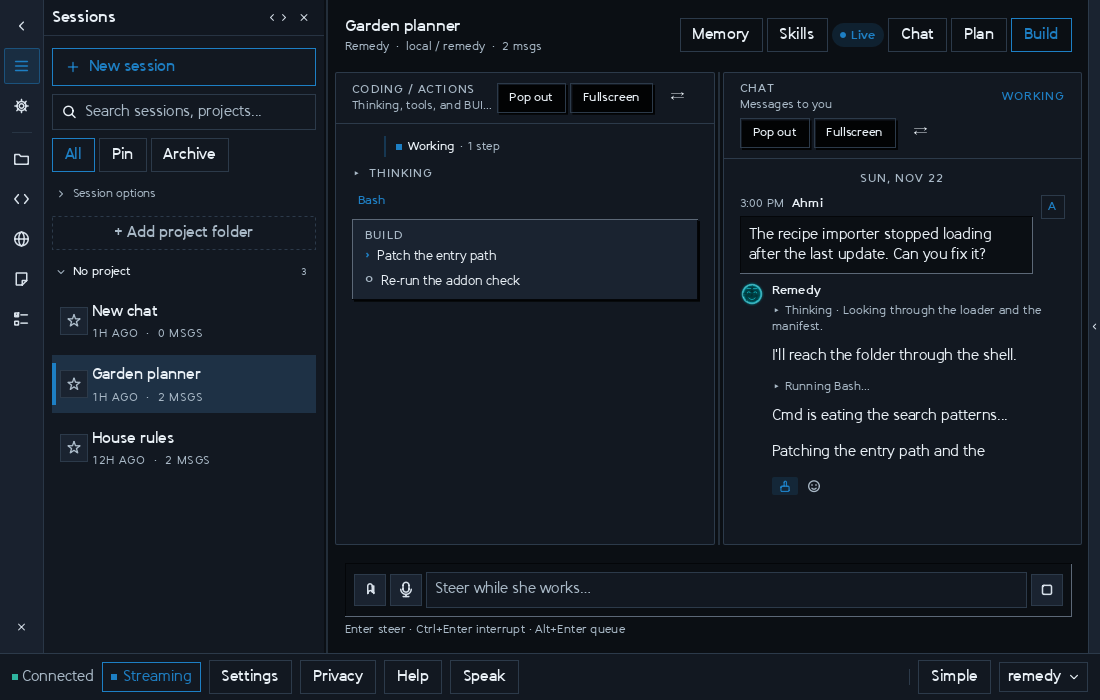 Sessions
New session
Search sessions, projects...
All
Pin
Archive
Session options
+ Add project folder
No project
3
New chat
1H AGO · 0 MSGS
Garden planner
1H AGO · 2 MSGS
House rules
12H AGO · 2 MSGS
Garden planner
Remedy · local / remedy · 2 msgs
Memory
Skills
Live
Chat
Plan
Build
CODING / ACTIONS
Thinking, tools, and BUI...
Pop out
Fullscreen
Working · 1 step
THINKING
Bash
BUILD
Patch the entry path
Re-run the addon check
CHAT
Messages to you
WORKING
Pop out
Fullscreen
SUN, NOV 22
3:00 PM Ahmi
A
The recipe importer stopped loading
after the last update. Can you fix it?
Remedy
Thinking · Looking through the loader and the
manifest.
I'll reach the folder through the shell.
Running Bash...
Cmd is eating the search patterns...
Patching the entry path and the
Steer while she works...
Enter steer · Ctrl+Enter interrupt · Alt+Enter queue
Connected
Streaming
Settings
Privacy
Help
Speak
Simple
remedy